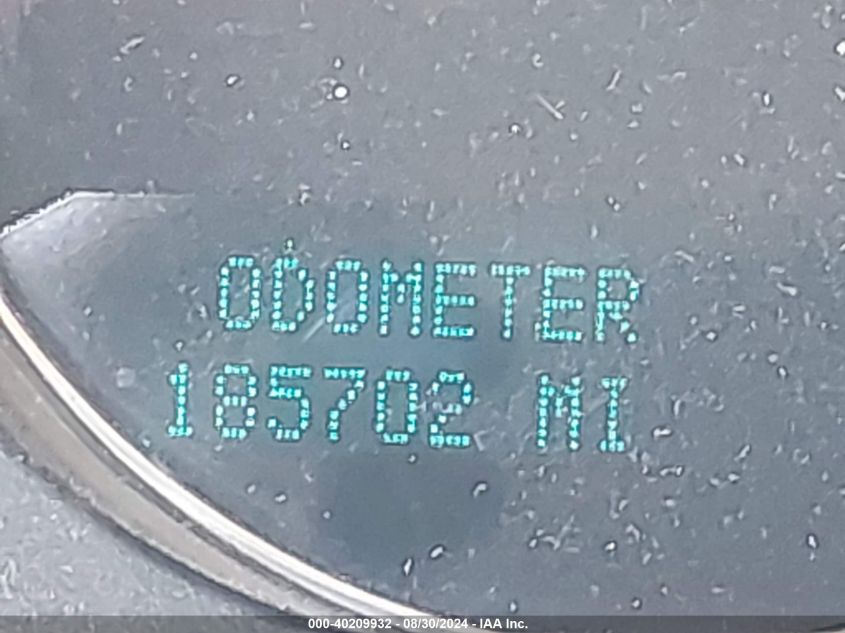 ODOMETER
185702 MI
000-40209932 - 08/30/2024 - IAA Inc.